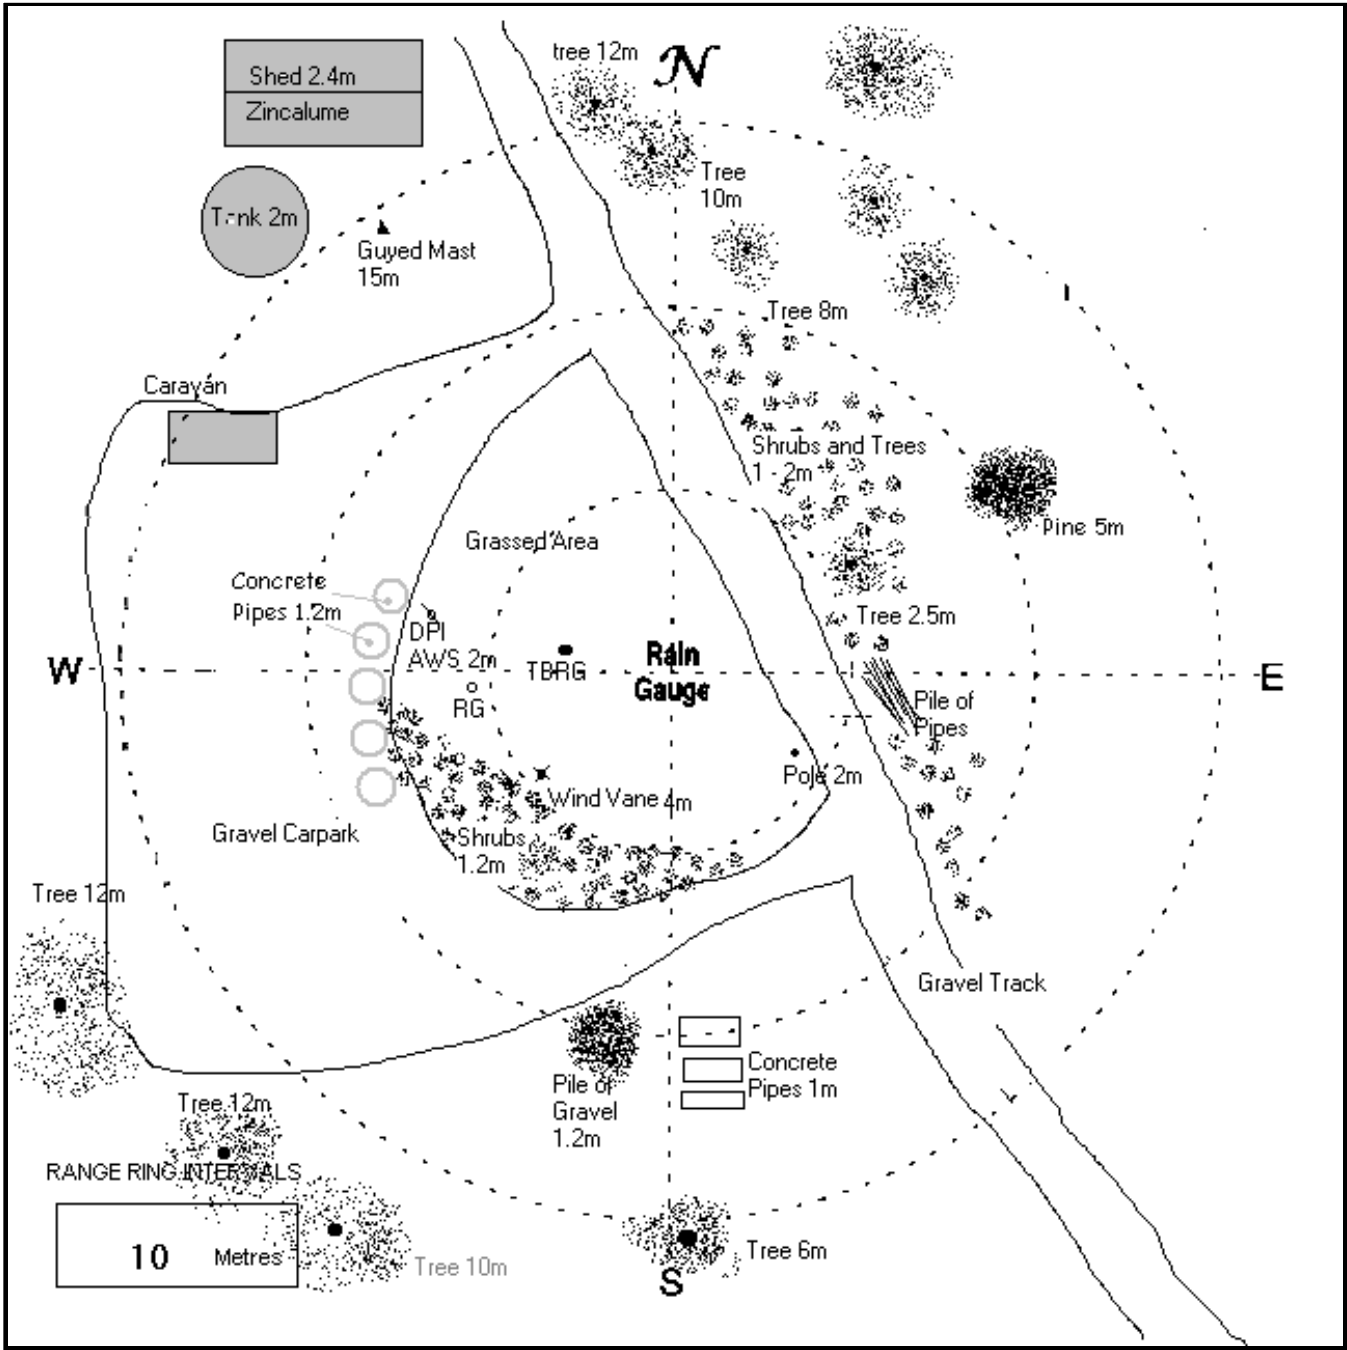 tree 12m
N
Shed 2.4m
Zincalume
Tree
10m
Tank 2m
Guyed Mast
15m
Tree 8m
Caravan
Shrubs and Trees
1 - 2m
Pine 5m
Grassed Area
Concrete
Pipes 1.2m
Tree 2.5m
DPI
AWS 2m
TBRG
Rain
Gauge
W
E
RG
Pile of
Pipes
Pole 2m
Wind Vane 4m
Gravel Carpark
Shrubs
1.2m
Tree 12m
Gravel Track
Concrete
Pipes 1m
Pile of
Gravel
1.2m
Tree 12m
RANGE RING INTERVALS
10 Metres
Tree 10m
Tree 6m
S